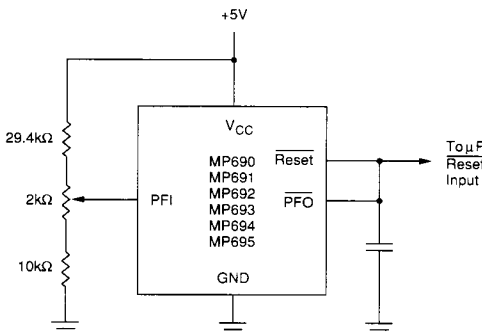 +5V
V_CC
29.4kΩ
MP690
MP691
MP692
MP693
MP694
MP695
Reset
To μP
Reset
Input
2kΩ
PFI
PFO
10kΩ
GND